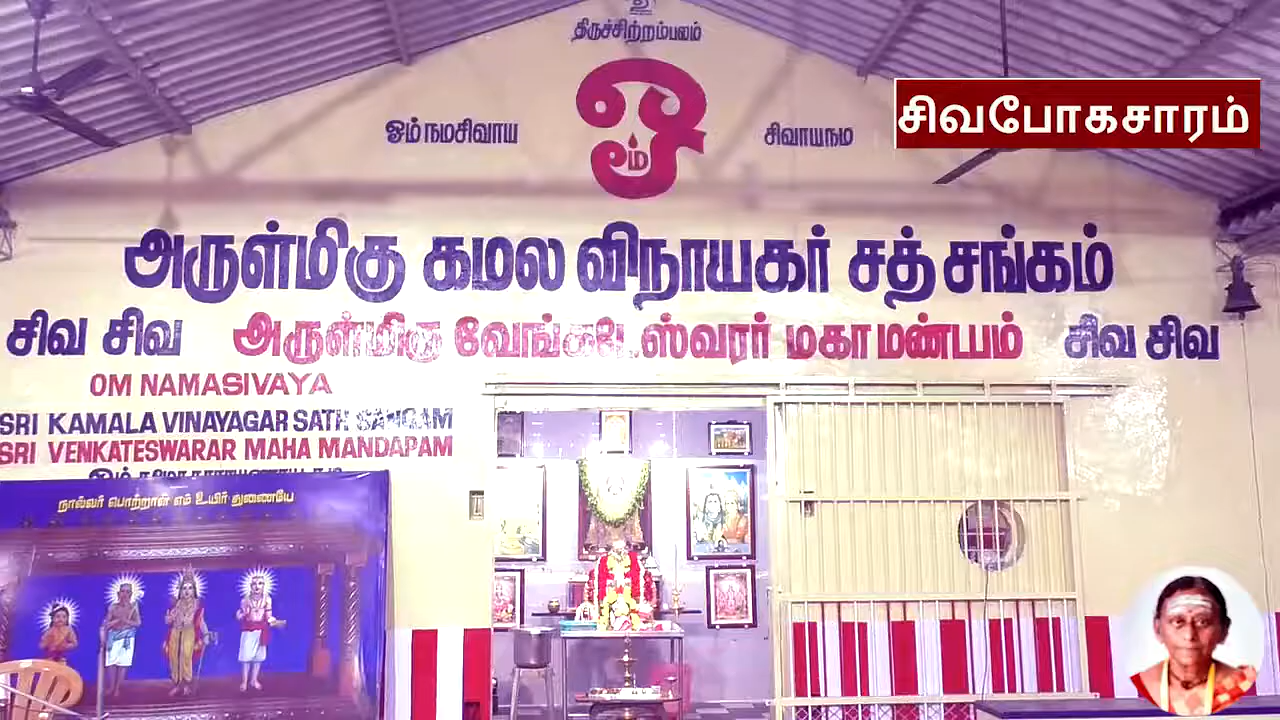 திருச்சிற்றம்பலம்
ஓம்
ஓம் நமசிவாய
சிவாயநம
சிவபோகசாரம்
அருள்மிகு கமல விநாயகர் சத் சங்கம்
சிவ சிவ அருள்மிகு வேங்கடேஸ்வரர் மகா மண்டபம் சிவ சிவ
OM NAMASIVAYA
SRI KAMALA VINAYAGAR SATH SANGAM
SRI VENKATESWARAR MAHA MANDAPAM
நால்வர் பொற்றாள் எம் உயிர் துணையே